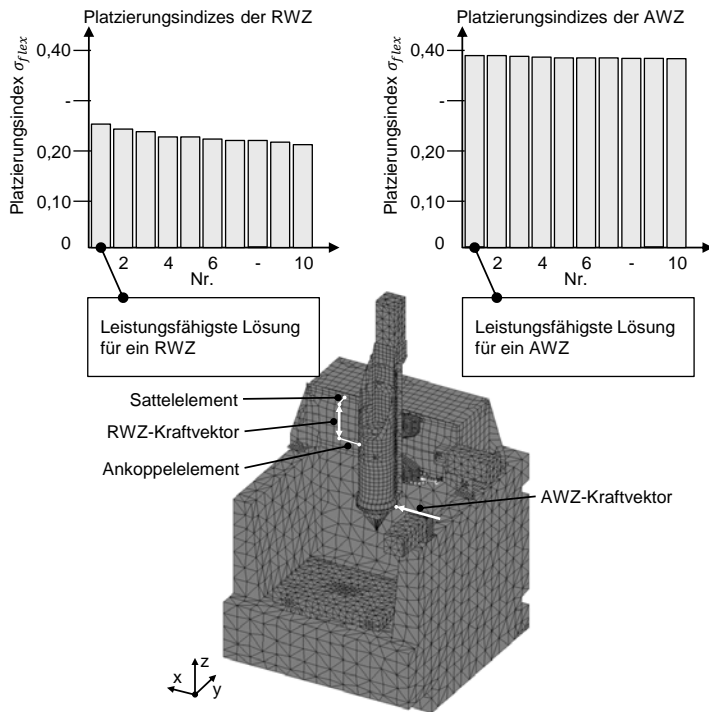 Platzierungsindizes der RWZ
Platzierungsindex σ_flex
0,40
-
0,20
0,10
0
2 4 6 - 10
Nr.
Leistungsfähigste Lösung
für ein RWZ
Platzierungsindizes der AWZ
Platzierungsindex σ_flex
0,40
-
0,20
0,10
0
2 4 6 - 10
Nr.
Leistungsfähigste Lösung
für ein AWZ
Sattelelement
RWZ-Kraftvektor
Ankoppelelement
AWZ-Kraftvektor
z
x
y